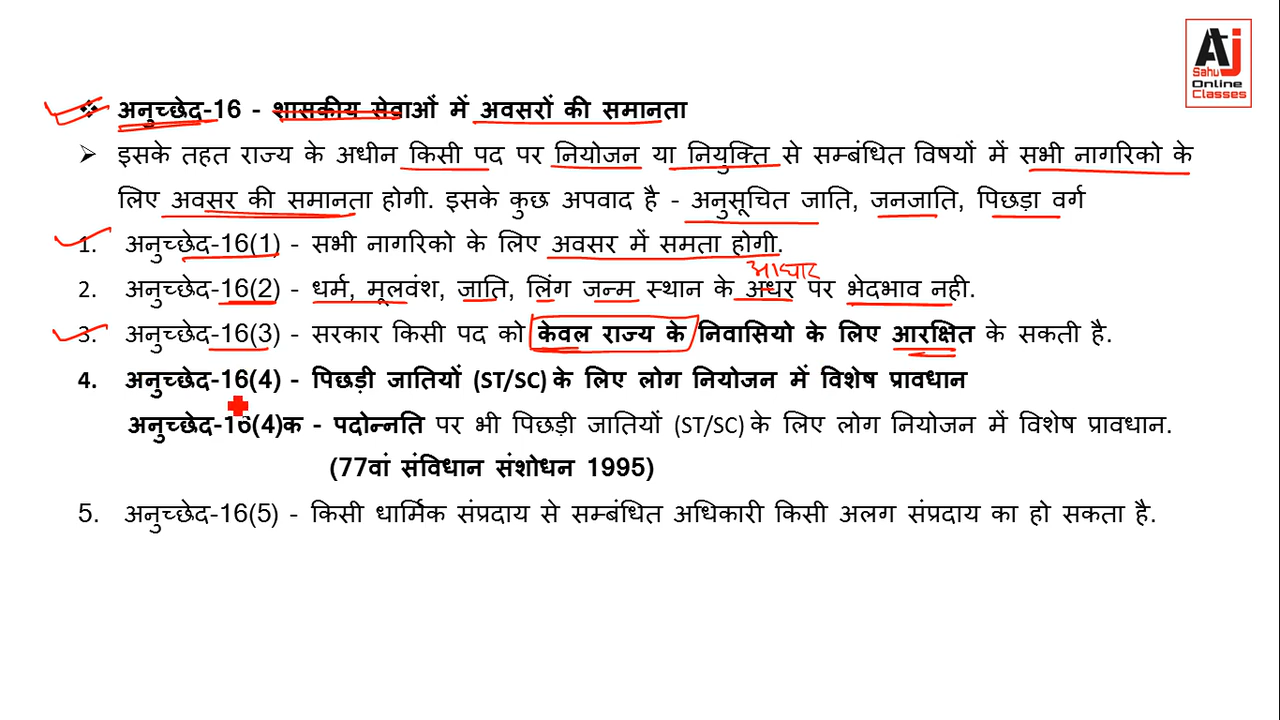 AJ
Sahu
Online
Classes
❖ अनुच्छेद-16 - शासकीय सेवाओं में अवसरों की समानता
➢ इसके तहत राज्य के अधीन किसी पद पर नियोजन या नियुक्ति से सम्बंधित विषयों में सभी नागरिको के
लिए अवसर की समानता होगी. इसके कुछ अपवाद है - अनुसूचित जाति, जनजाति, पिछड़ा वर्ग
1. अनुच्छेद-16(1) - सभी नागरिको के लिए अवसर में समता होगी.
आधार
2. अनुच्छेद-16(2) - धर्म, मूलवंश, जाति, लिंग जन्म स्थान के अधर पर भेदभाव नही.
3. अनुच्छेद-16(3) - सरकार किसी पद को केवल राज्य के निवासियो के लिए आरक्षित के सकती है.
4. अनुच्छेद-16(4) - पिछड़ी जातियों (ST/SC) के लिए लोग नियोजन में विशेष प्रावधान
अनुच्छेद-16(4)क - पदोन्नति पर भी पिछड़ी जातियों (ST/SC) के लिए लोग नियोजन में विशेष प्रावधान.
(77वां संविधान संशोधन 1995)
5. अनुच्छेद-16(5) - किसी धार्मिक संप्रदाय से सम्बंधित अधिकारी किसी अलग संप्रदाय का हो सकता है.